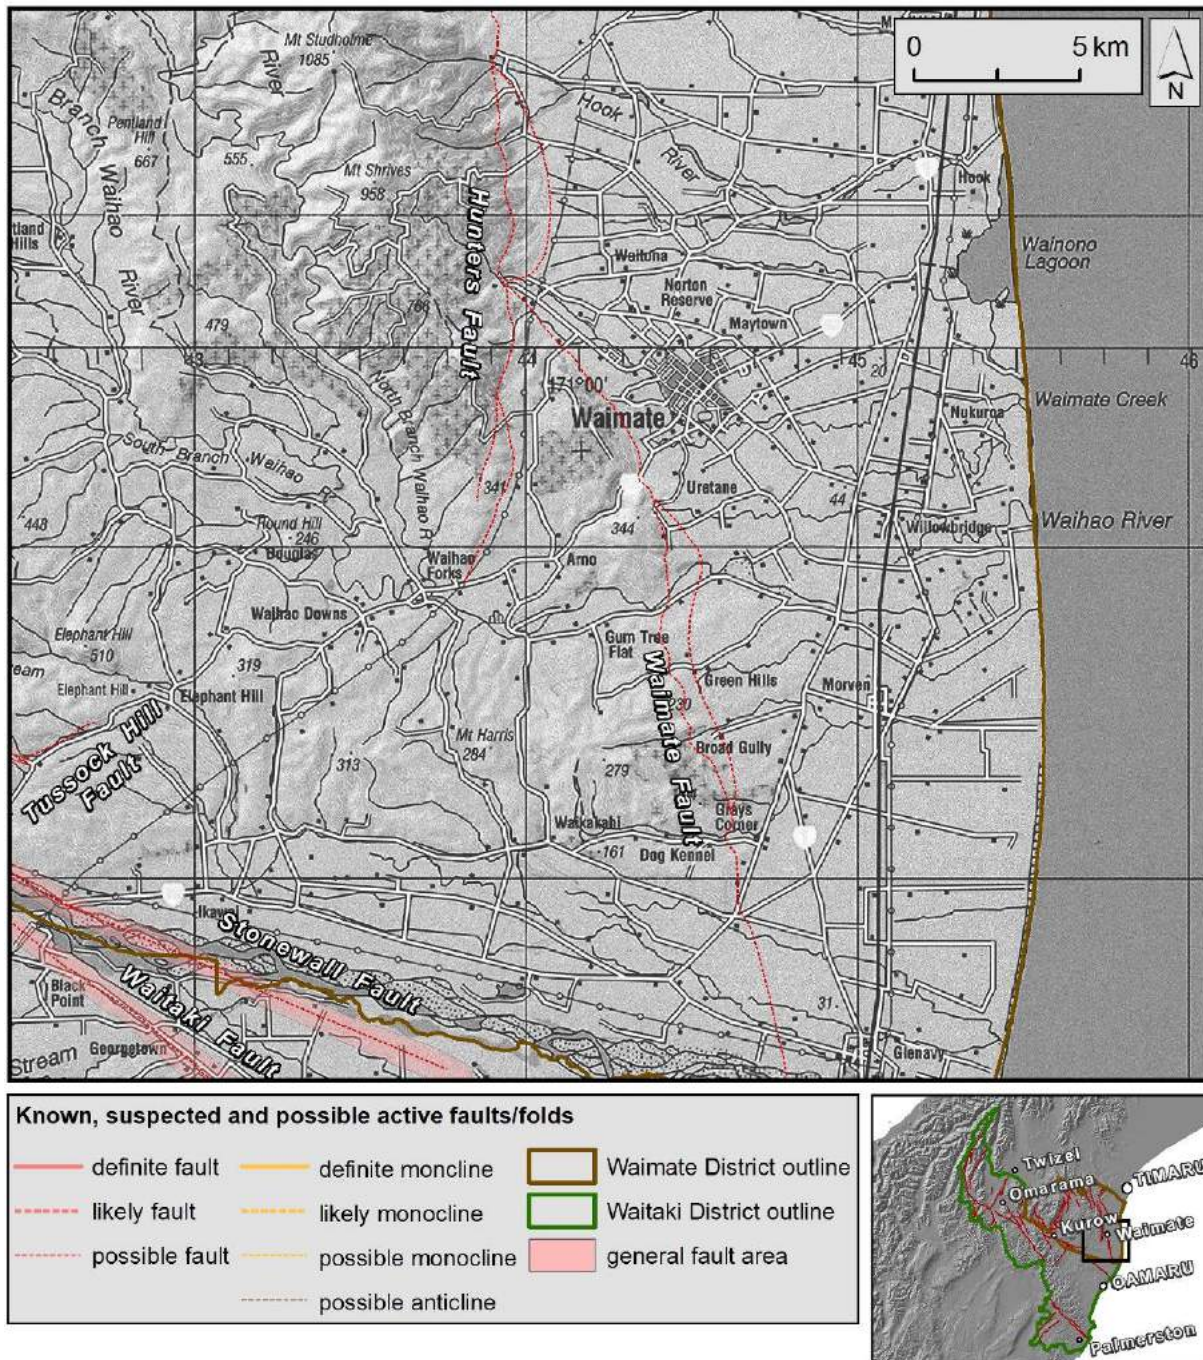 Mt Studholme
1085
River
0
5 km
N
Branch Waihao
River
Pentland
Hill
667
555
Mt Shrives
958
Hook
River
Hook
Hunters Fault
Wainono
Lagoon
Waituna
Norton
Reserve
Maytown
766
479
43
44
45
46
20
171°00'
Waimate
Waimate Creek
Nukuroa
North Branch Waihao R
South Branch Waihao R
341
Uretane
44
448
Round Hill
246
Douglas
344
Willowbridge
Waihao River
Waihao
Forks
Arno
Waihao Downs
Elephant Hill
510
319
Gum Tree
Flat
Elephant Hill
Elephant Hill
Green Hills
Morven
Waimate Fault
230
Tussock Hill
Fault
Mt Harris
284
Broad Gully
313
279
Grays
Corner
Waikakahi
161
Dog Kennel
Stonewall Fault
Black
Point
Waitaki Fault
31
Stream
Georgetown
Glenavy
Known, suspected and possible active faults/folds
definite fault
definite moncline
Waimate District outline
likely fault
likely monocline
Waitaki District outline
possible fault
possible monocline
general fault area
possible anticline
Twizel
Omarama
TIMARU
Kurow
Waimate
OAMARU
Palmerston